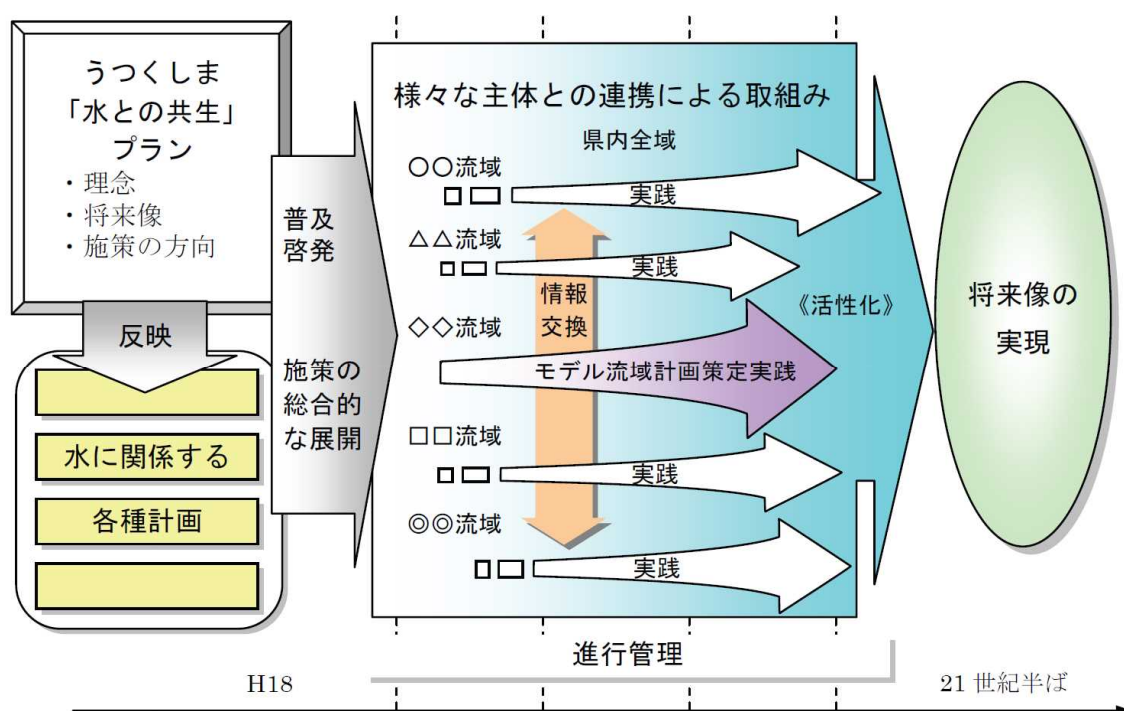 うつくしま
「水との共生」
プラン
・理念
・将来像
・施策の方向
反映
水に関係する
各種計画
普及
啓発
施策の
総合的
な展開
様々な主体との連携による取組み
県内全域
〇〇流域
実践
△△流域
実践
情報
交換
◇◇流域
モデル流域計画策定実践
□□流域
実践
◎◎流域
実践
《活性化》
将来像の
実現
進行管理
H18
21 世紀半ば